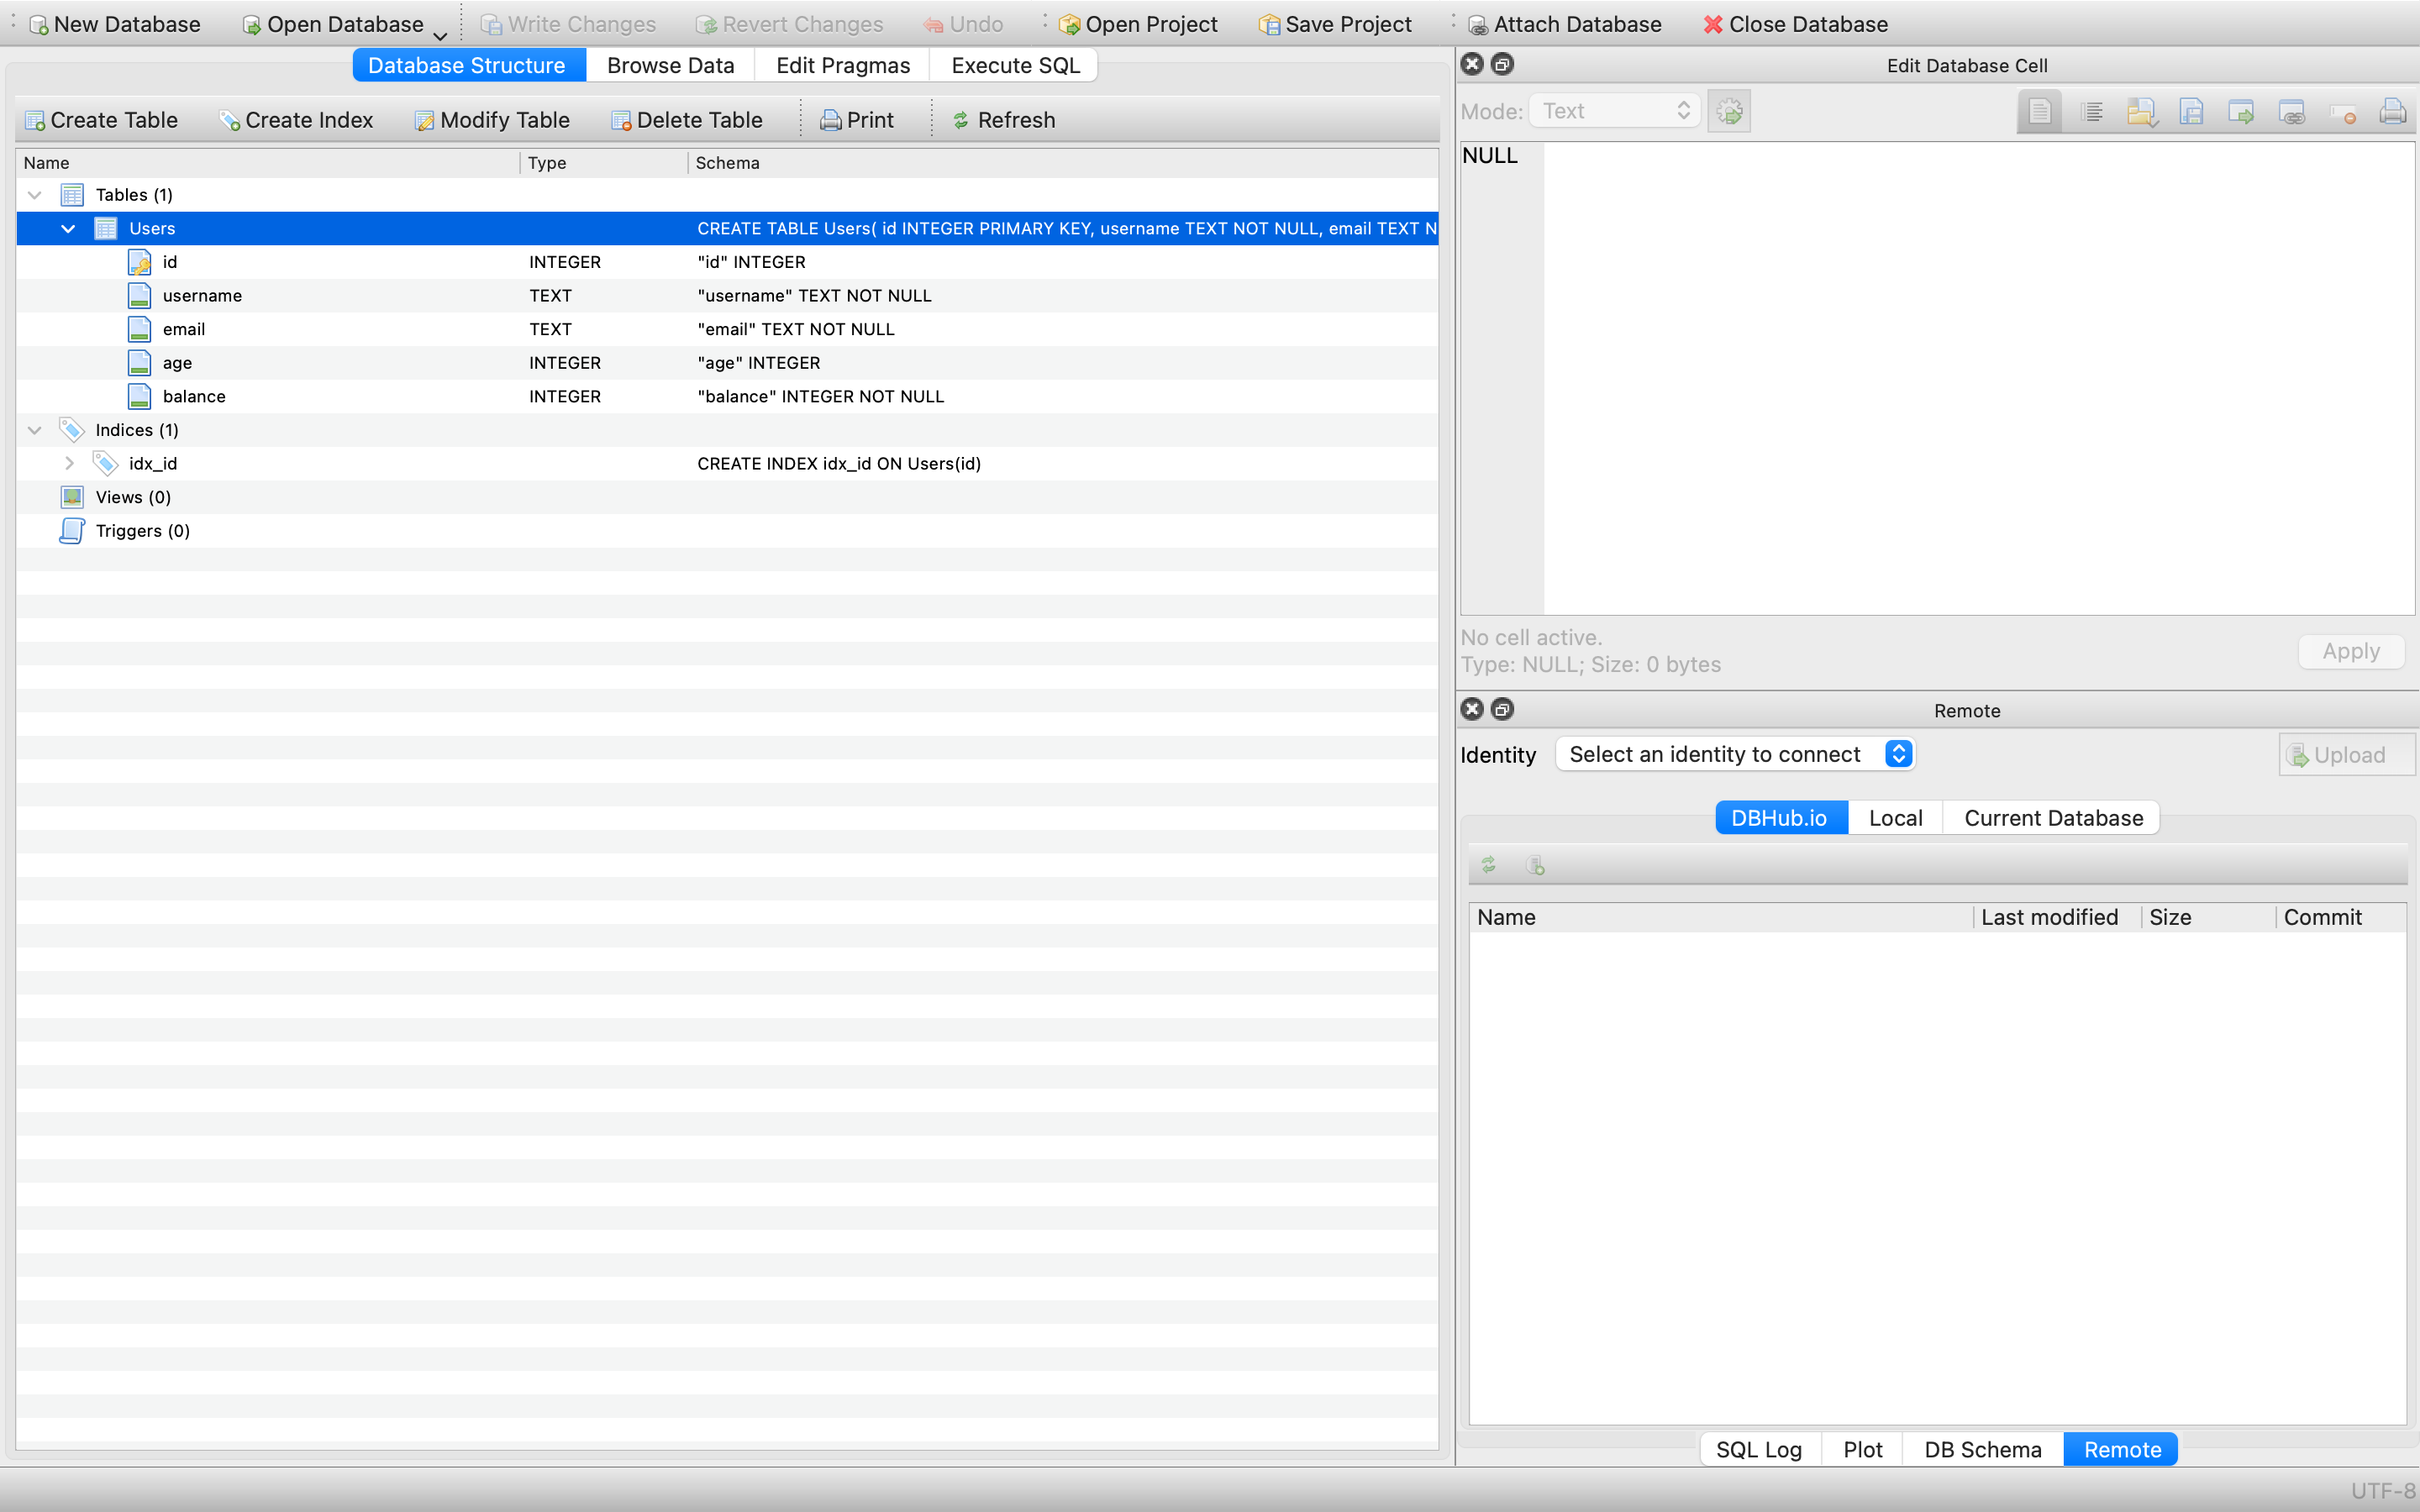 New Database Open Database Write Changes Revert Changes Undo Open Project Save Project Attach Database Close Database
Database Structure Browse Data Edit Pragmas Execute SQL
Create Table Create Index Modify Table Delete Table Print Refresh
Name Type Schema
Tables (1)
Users CREATE TABLE Users( id INTEGER PRIMARY KEY, username TEXT NOT NULL, email TEXT N
id INTEGER "id" INTEGER
username TEXT "username" TEXT NOT NULL
email TEXT "email" TEXT NOT NULL
age INTEGER "age" INTEGER
balance INTEGER "balance" INTEGER NOT NULL
Indices (1)
idx_id CREATE INDEX idx_id ON Users(id)
Views (0)
Triggers (0)
Edit Database Cell
Mode: Text
NULL
No cell active.
Type: NULL; Size: 0 bytes
Apply
Remote
Identity Select an identity to connect Upload
DBHub.io Local Current Database
Name Last modified Size Commit
SQL Log Plot DB Schema Remote
UTF-8